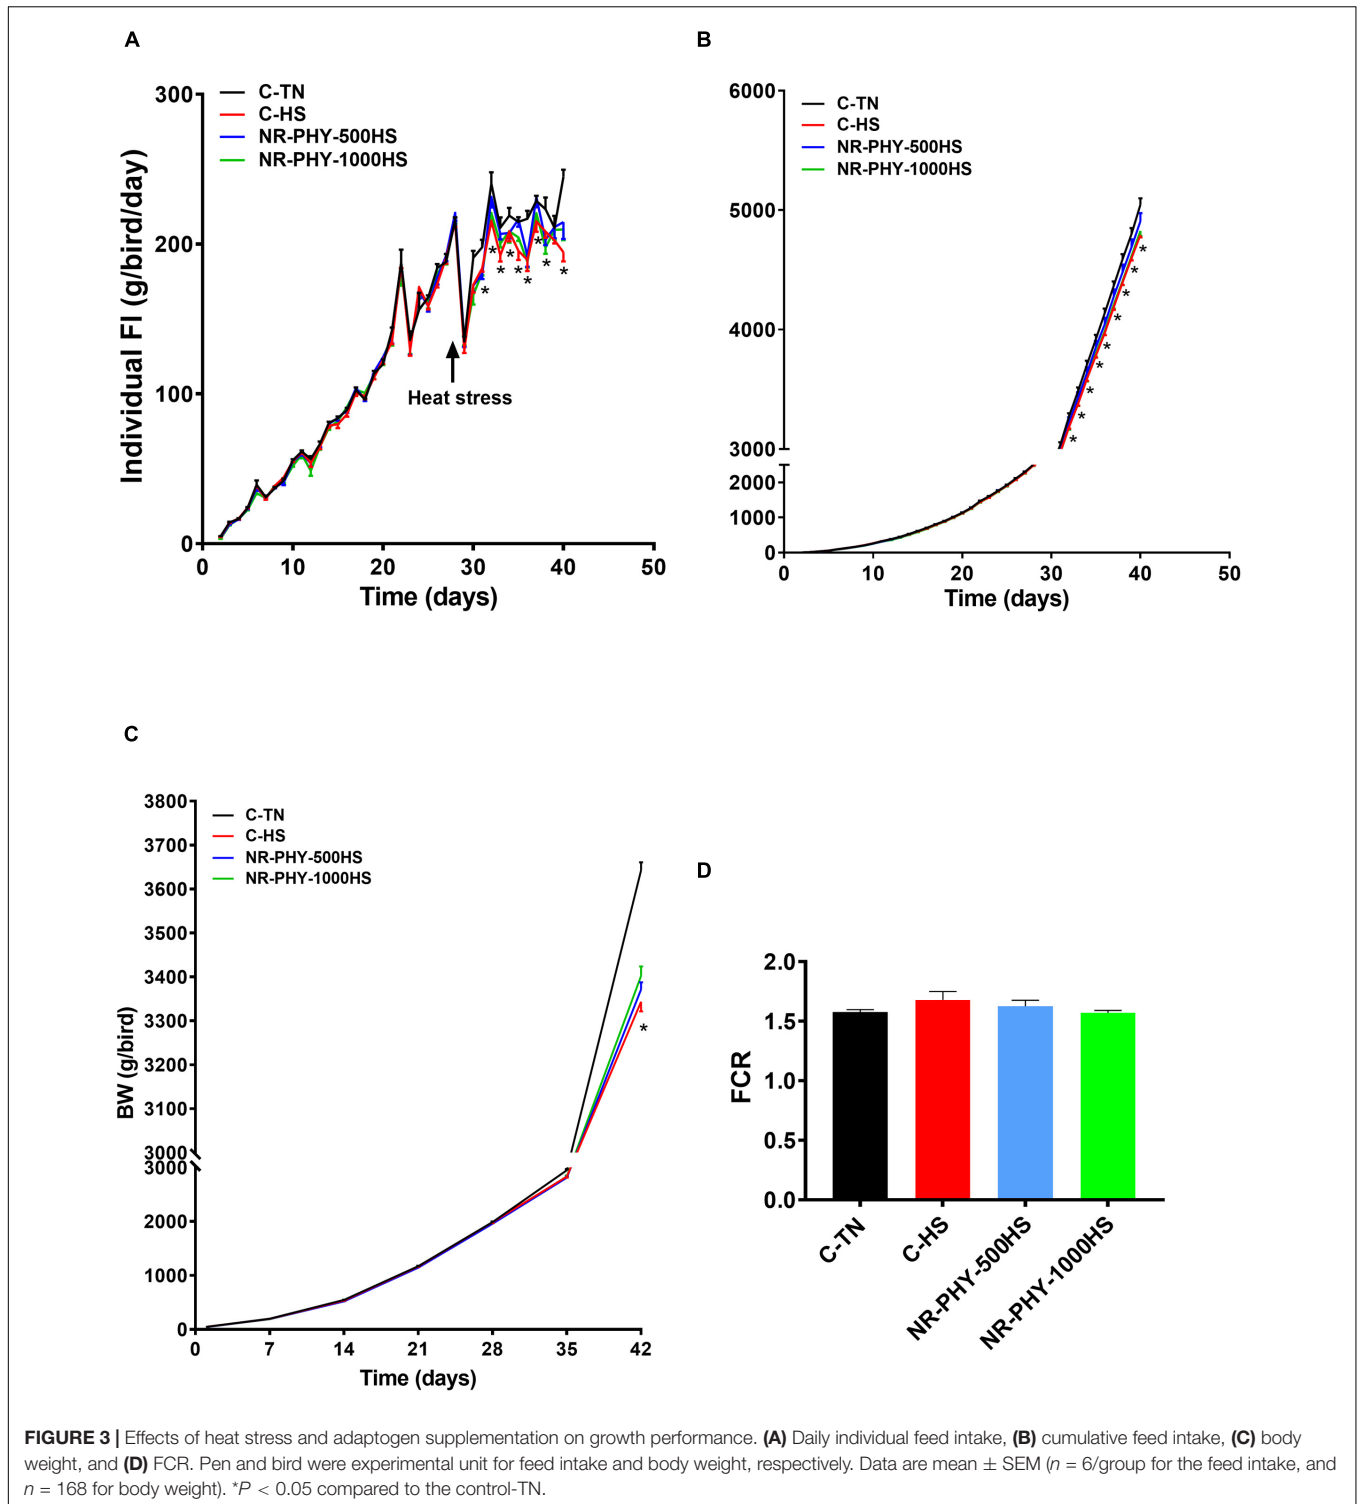 A
300
200
100
0
Individual FI (g/bird/day)
C-TN
C-HS
NR-PHY-500HS
NR-PHY-1000HS
* * * * * * * * *
Heat stress
0 10 20 30 40 50
Time (days)
B
6000
5000
4000
3000
2000
1000
0
C-TN
C-HS
NR-PHY-500HS
NR-PHY-1000HS
* * * * * * * * *
0 10 20 30 40 50
Time (days)
C
3800
3700
3600
3500
3400
3300
3200
3100
3000
3000
2000
1000
0
BW (g/bird)
C-TN
C-HS
NR-PHY-500HS
NR-PHY-1000HS
*
0 7 14 21 28 35 42
Time (days)
D
2.0
1.5
1.0
0.5
0.0
FCR
C-TN
C-HS
NR-PHY-500HS
NR-PHY-1000HS
FIGURE 3 | Effects of heat stress and adaptogen supplementation on growth performance. (A) Daily individual feed intake, (B) cumulative feed intake, (C) body
weight, and (D) FCR. Pen and bird were experimental unit for feed intake and body weight, respectively. Data are mean ± SEM (n = 6/group for the feed intake, and
n = 168 for body weight). *P < 0.05 compared to the control-TN.